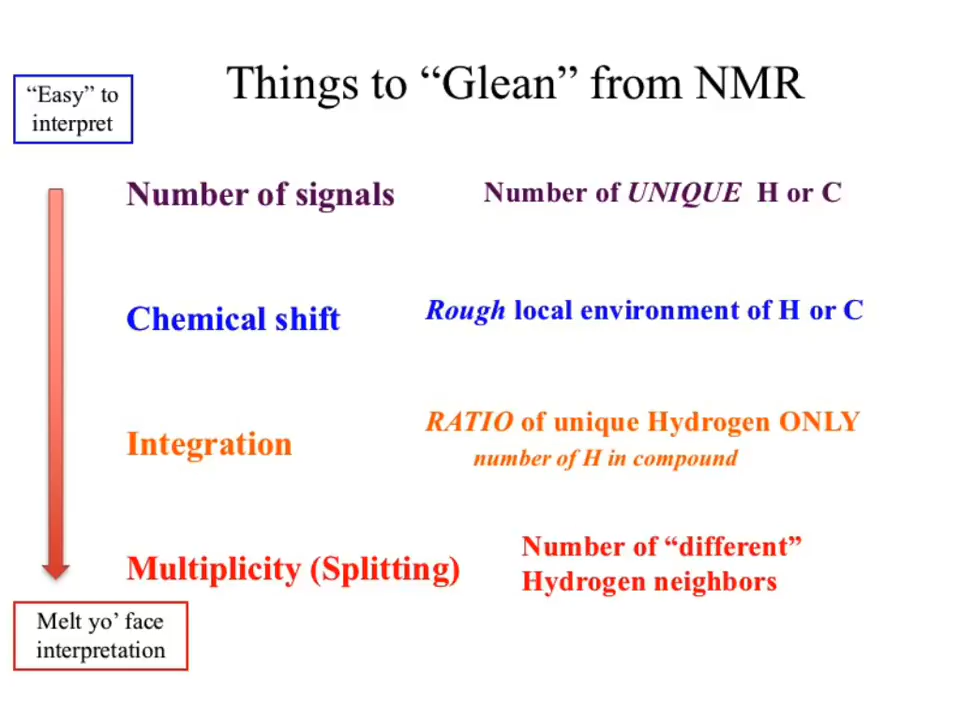 Things to “Glean” from NMR
“Easy” to
interpret
Number of signals
Number of UNIQUE H or C
Chemical shift
Rough local environment of H or C
Integration
RATIO of unique Hydrogen ONLY
number of H in compound
Multiplicity (Splitting)
Number of “different”
Hydrogen neighbors
Melt yo’ face
interpretation